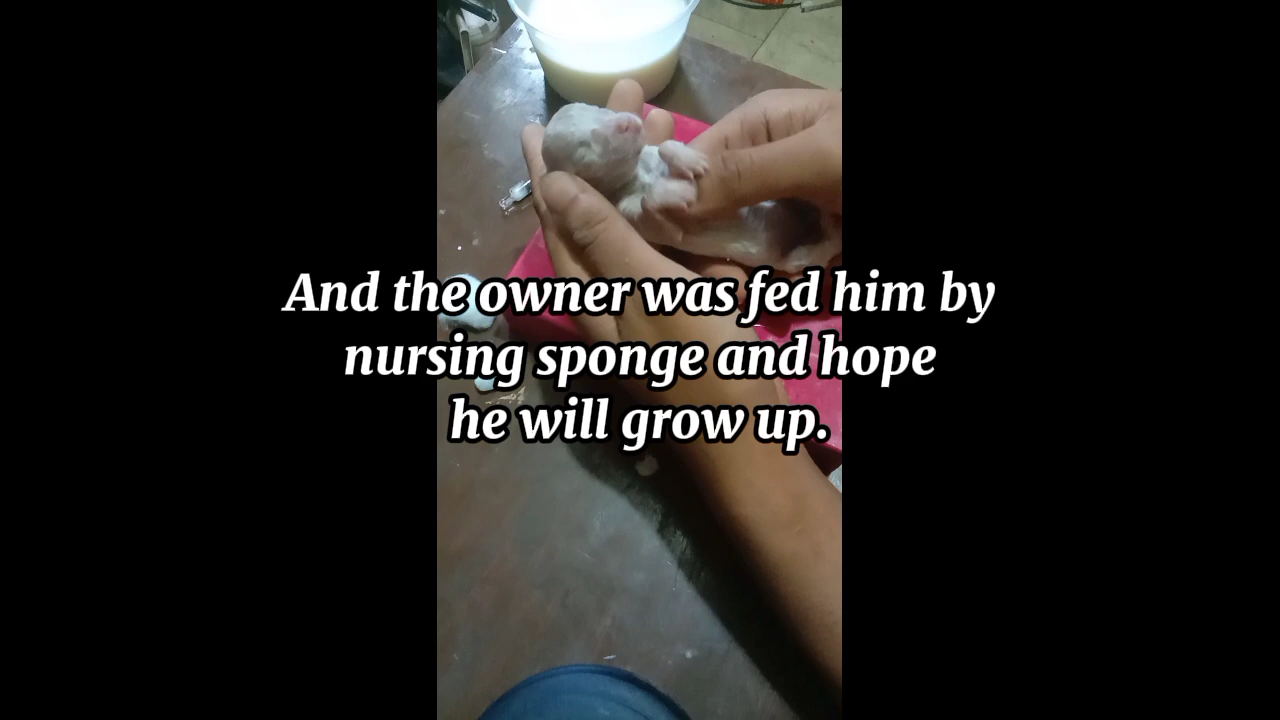 And the owner was fed him by
nursing sponge and hope
he will grow up.